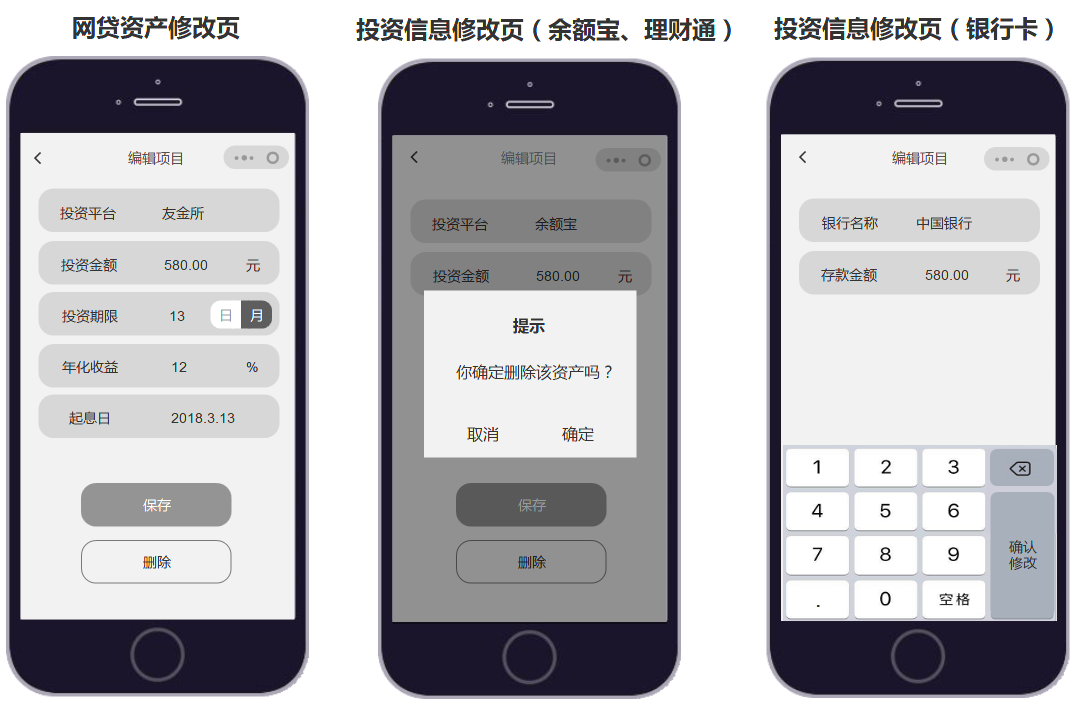 网贷资产修改页
编辑项目
投资平台 友金所
投资金额 580.00 元
投资期限 13 日 月
年化收益 12 %
起息日 2018.3.13
保存
删除
投资信息修改页（余额宝、理财通）
编辑项目
投资平台 余额宝
投资金额 580.00 元
提示
你确定删除该资产吗？
取消 确定
保存
删除
投资信息修改页（银行卡）
编辑项目
银行名称 中国银行
存款金额 580.00 元
1 2 3
4 5 6
7 8 9
. 0 空格
确认
修改